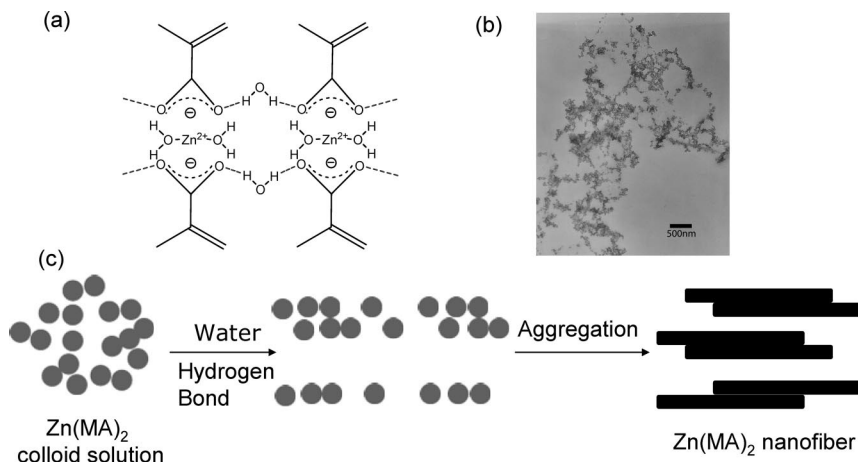 (a)
(b)
O O H O H O O
⊖ ⊖
H H H H
O Zn2+ O O Zn2+ O
H H H H
⊖ ⊖
O O H O H O O
500nm
(c)
Water
Hydrogen
Bond
Aggregation
Zn(MA)2
colloid solution
Zn(MA)2 nanofiber